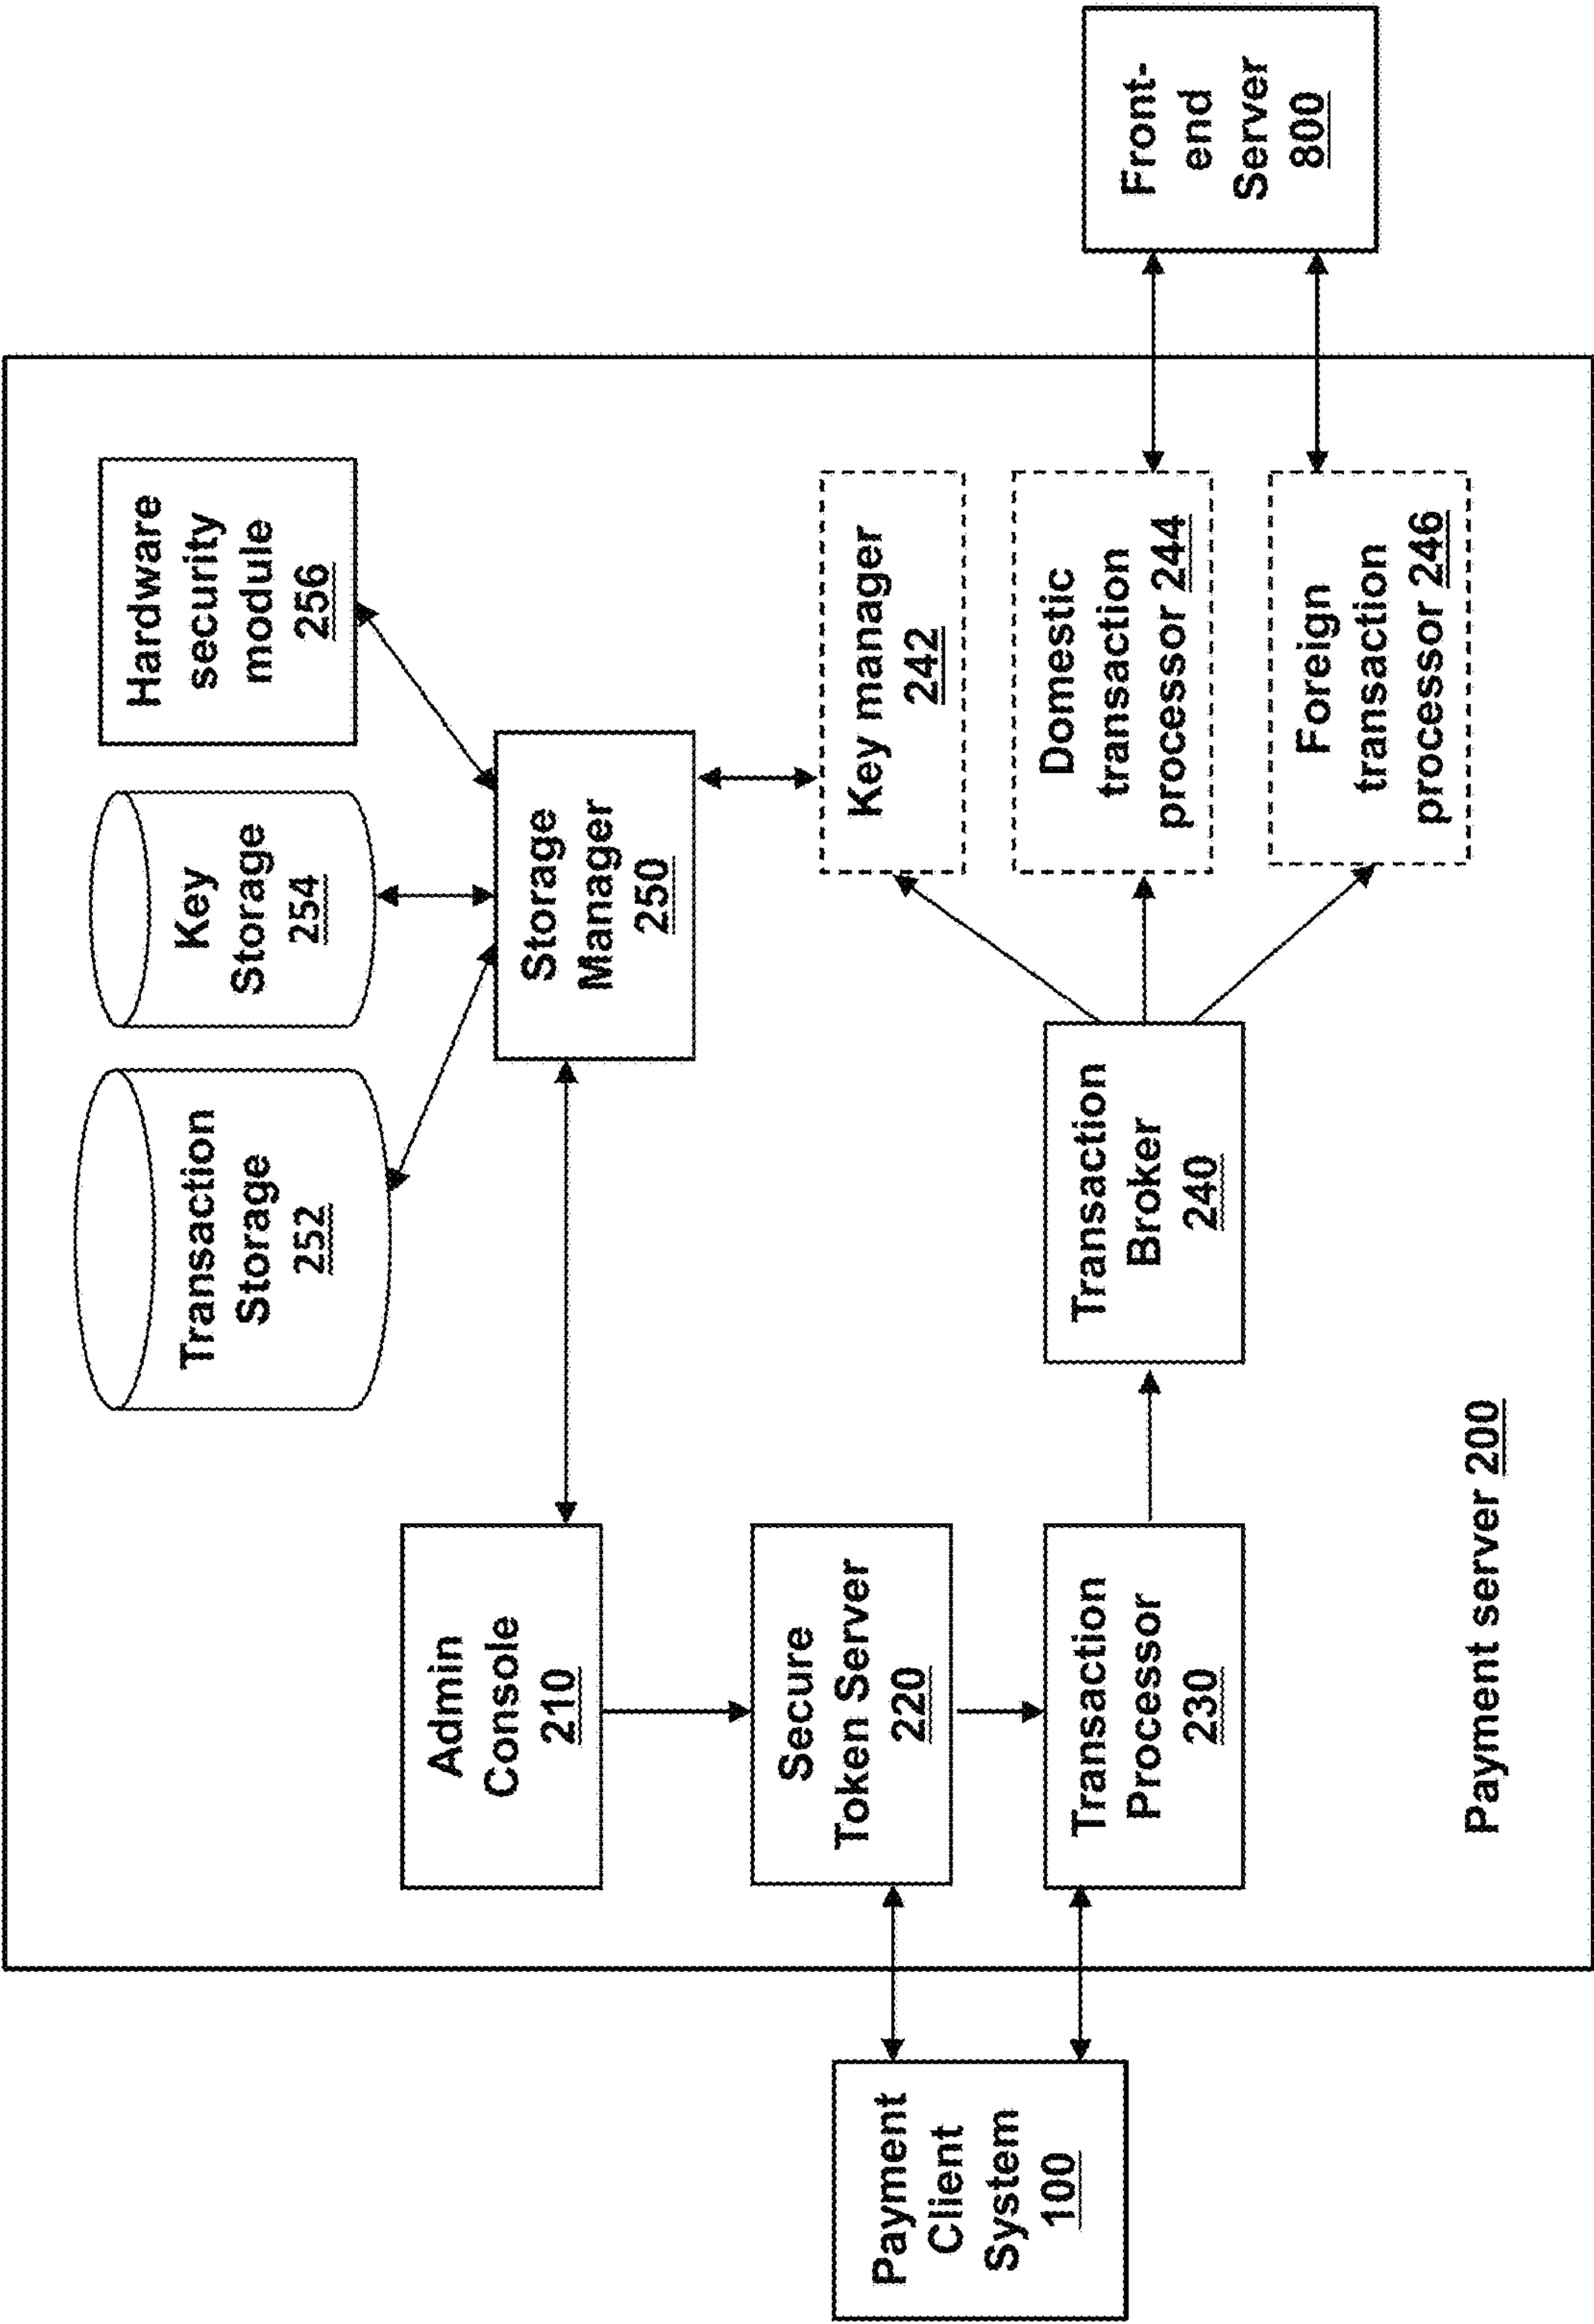 Transaction
Storage
252
Key
Storage
254
Hardware
security
module
256
Admin
Console
210
Storage
Manager
250
Payment
Client
System
100
Secure
Token Server
220
Key manager
242
Transaction
Processor
230
Transaction
Broker
240
Domestic
transaction
processor 244
Foreign
transaction
processor 246
Front-
end
Server
800
Payment server 200